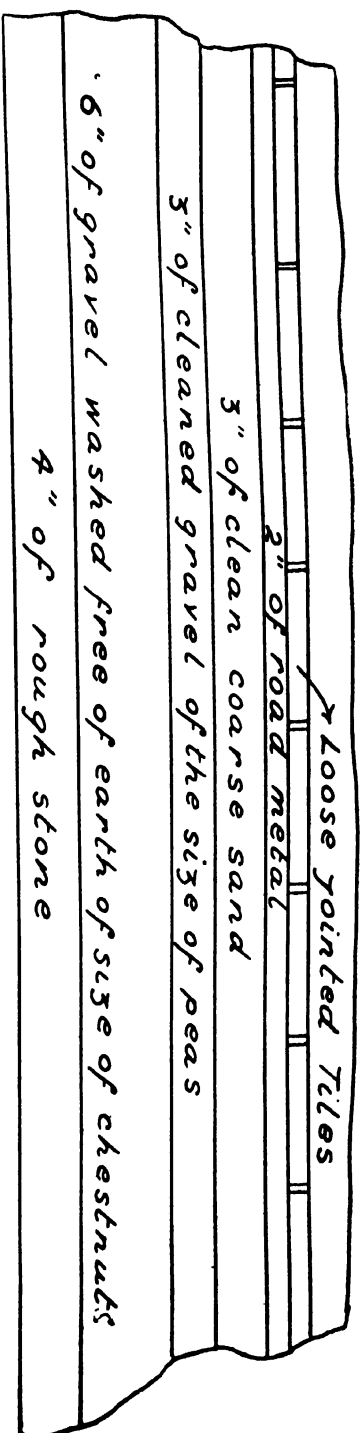 Loose jointed Tiles
2" of road metal
3" of clean coarse sand
3" of cleaned gravel of the size of peas
6" of gravel washed free of earth of size of chestnuts
4" of rough stone